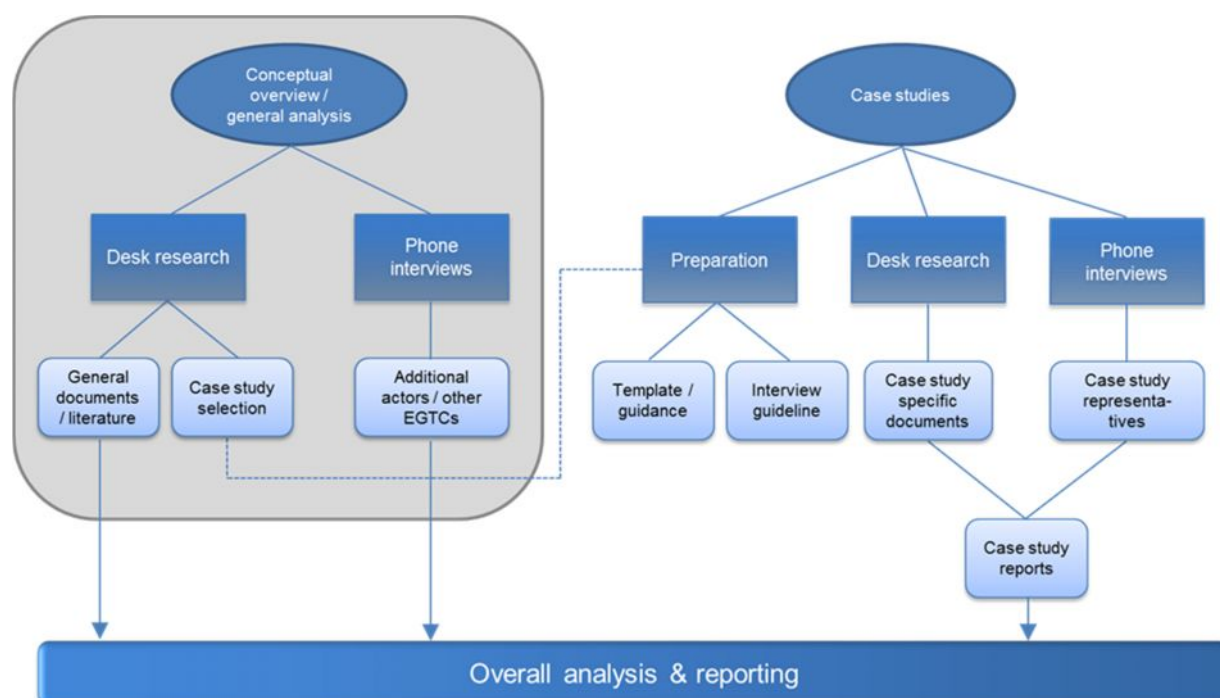 Conceptual
overview /
general analysis
Case studies
Desk research
Phone
interviews
Preparation
Desk research
Phone
interviews
General
documents
/ literature
Case study
selection
Additional
actors / other
EGTCs
Template /
guidance
Interview
guideline
Case study
specific
documents
Case study
representa-
tives
Case study
reports
Overall analysis & reporting